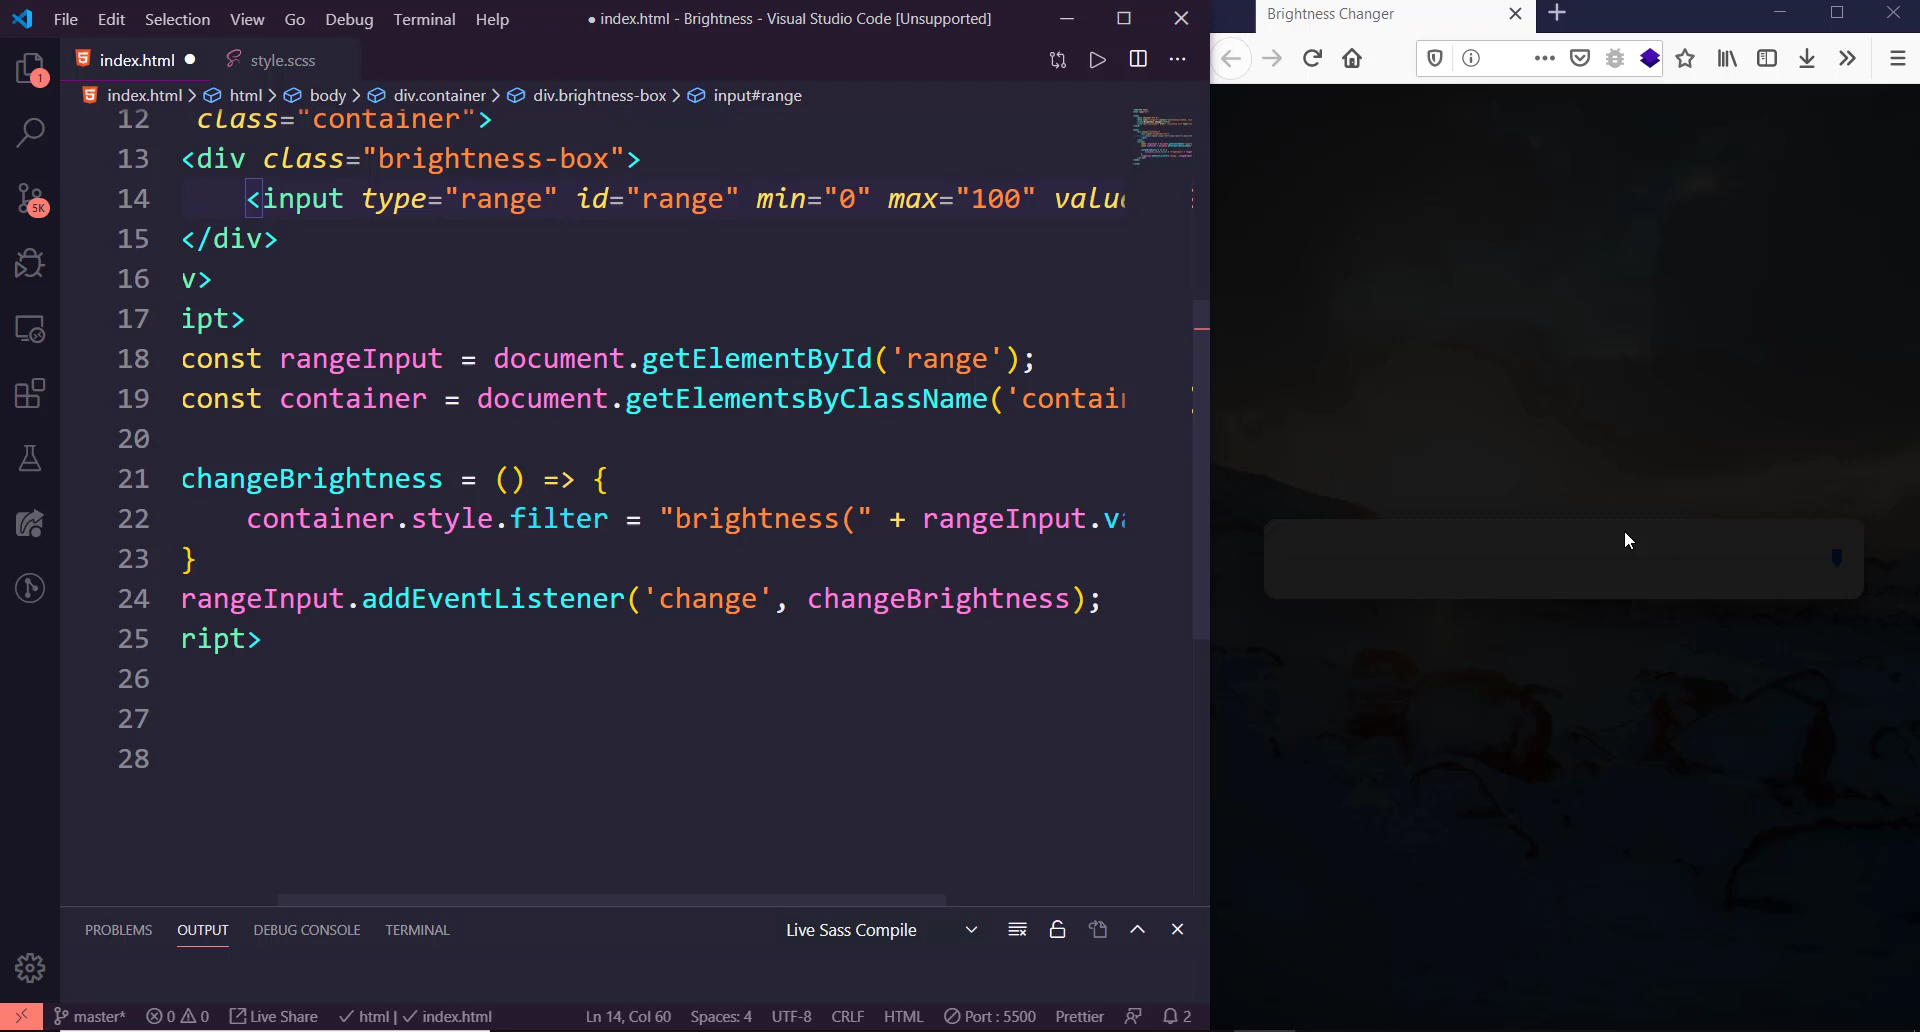 File Edit Selection View Go Debug Terminal Help
● index.html - Brightness - Visual Studio Code [Unsupported]
Brightness Changer
index.html ●
style.scss
index.html > html > body > div.container > div.brightness-box > input#range
1
5K
12 class="container">
13 <div class="brightness-box">
14 <input type="range" id="range" min="0" max="100" valu
15 </div>
16 v>
17 ipt>
18 const rangeInput = document.getElementById('range');
19 const container = document.getElementsByClassName('contai
20
21 changeBrightness = () => {
22 container.style.filter = "brightness(" + rangeInput.va
23 }
24 rangeInput.addEventListener('change', changeBrightness);
25 ript>
26
27
28
PROBLEMS OUTPUT DEBUG CONSOLE TERMINAL
Live Sass Compile
master* 0 0 Live Share ✓ html | ✓ index.html
Ln 14, Col 60 Spaces: 4 UTF-8 CRLF HTML Port : 5500 Prettier 2